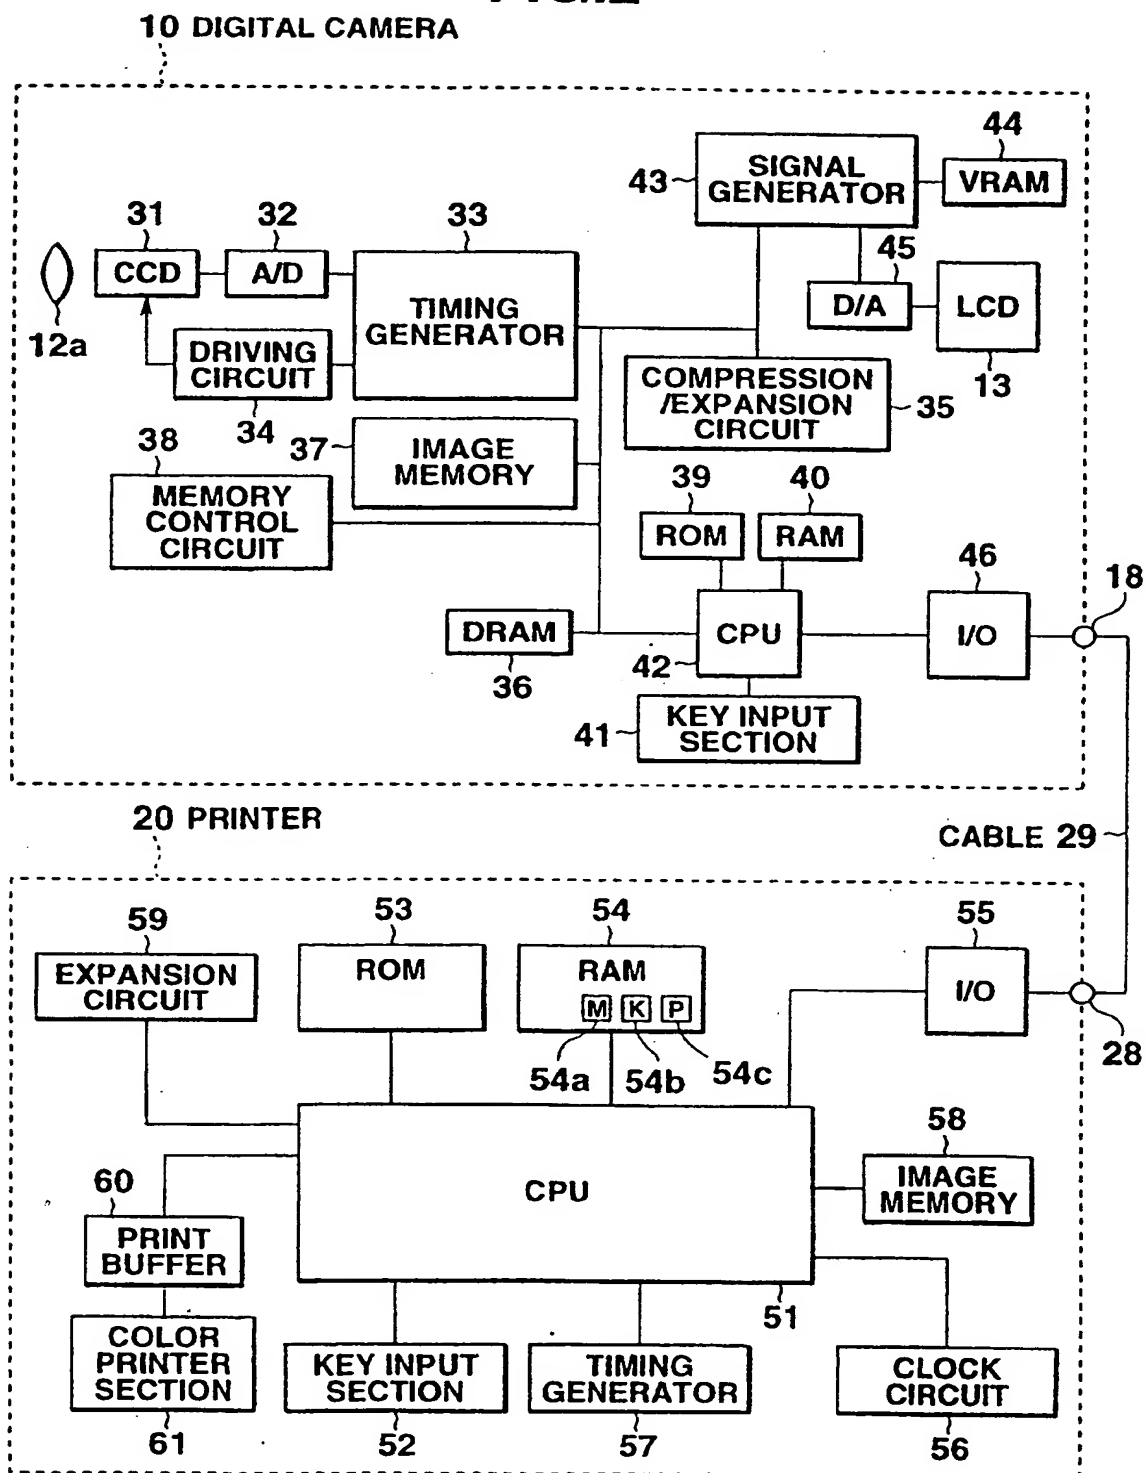 10 DIGITAL CAMERA
44
SIGNAL
GENERATOR
43
VRAM
31
32
33
45
CCD
A/D
TIMING
GENERATOR
D/A
LCD
12a
DRIVING
CIRCUIT
34
COMPRESSION
/EXPANSION
CIRCUIT
35
13
38
37
IMAGE
MEMORY
39
40
MEMORY
CONTROL
CIRCUIT
ROM
RAM
46
18
DRAM
36
CPU
42
I/O
41
KEY INPUT
SECTION
20 PRINTER
CABLE 29
59
53
54
55
EXPANSION
CIRCUIT
ROM
RAM
M K P
54a 54b 54c
I/O
28
58
60
CPU
IMAGE
MEMORY
PRINT
BUFFER
51
COLOR
PRINTER
SECTION
KEY INPUT
SECTION
TIMING
GENERATOR
CLOCK
CIRCUIT
61
52
57
56